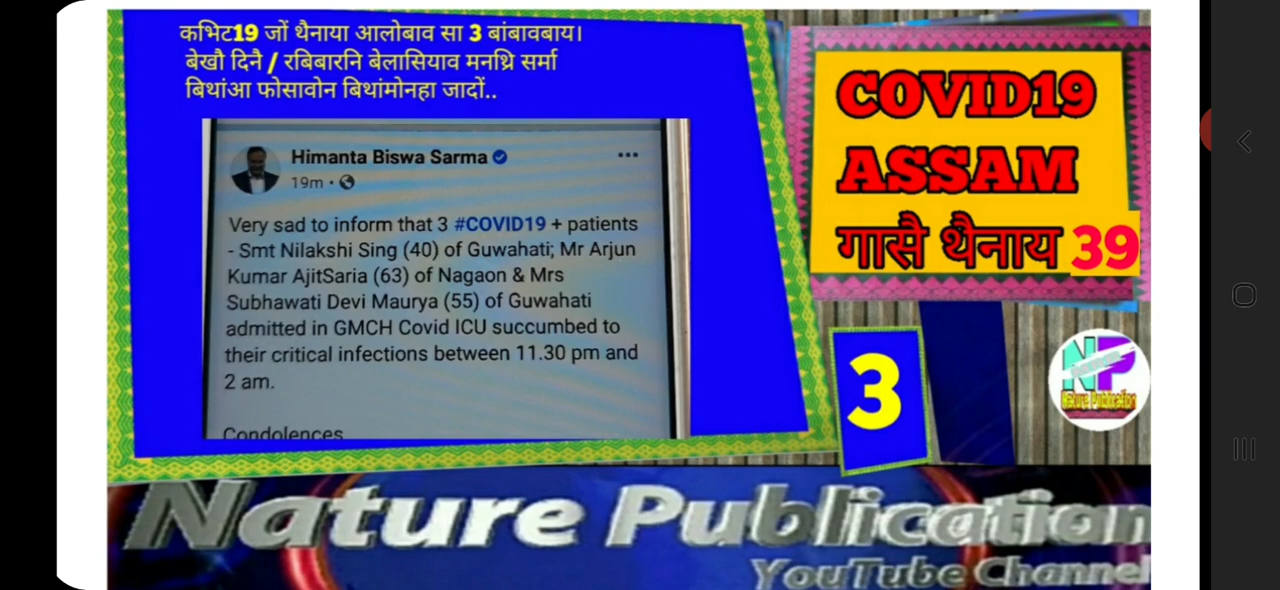 कभिट19 जों थैनाया आलोबाव सा 3 बांबावबाय।
बेखौ दिनै / रबिबारनि बेलासियाव मनथ्रि सर्मा
बिथांआ फोसावोन बिथांमोनहा जादों..
Himanta Biswa Sarma
19m
Very sad to inform that 3 #COVID19 + patients
- Smt Nilakshi Sing (40) of Guwahati; Mr Arjun
Kumar AjitSaria (63) of Nagaon & Mrs
Subhawati Devi Maurya (55) of Guwahati
admitted in GMCH Covid ICU succumbed to
their critical infections between 11.30 pm and
2 am.
Condolences
COVID19
ASSAM
गासै थैनाय 39
3
NP
Nature Publication
Nature Publication
YouTube Channel